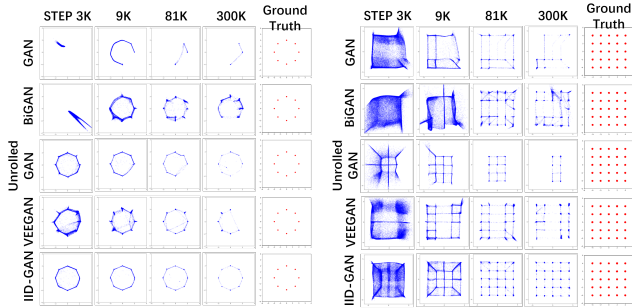 STEP 3K 9K 81K 300K Ground Truth
GAN
BiGAN
Unrolled GAN
VEEGAN
IID-GAN
STEP 3K 9K 81K 300K Ground Truth
GAN
BiGAN
Unrolled GAN
VEEGAN
IID-GAN